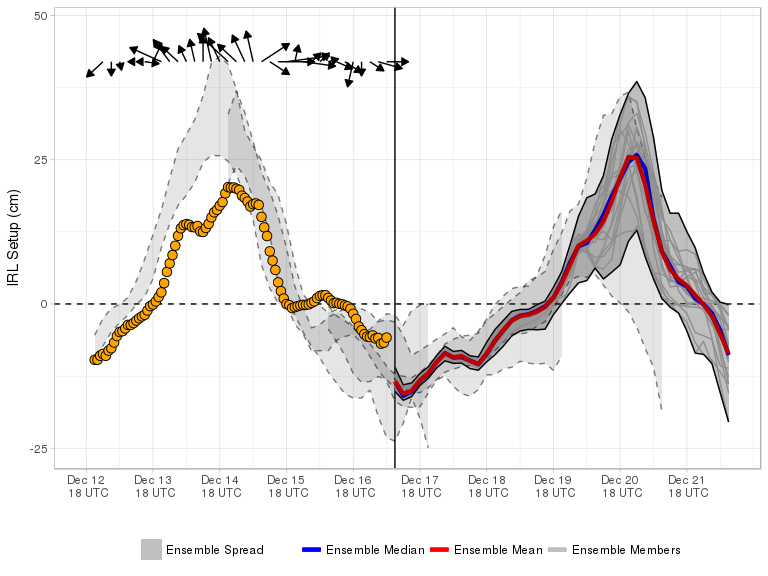 50
25
0
-25
IRL Setup (cm)
Dec 12 Dec 13 Dec 14 Dec 15 Dec 16 Dec 17 Dec 18 Dec 19 Dec 20 Dec 21
18 UTC 18 UTC 18 UTC 18 UTC 18 UTC 18 UTC 18 UTC 18 UTC 18 UTC 18 UTC
Ensemble Spread Ensemble Median Ensemble Mean Ensemble Members